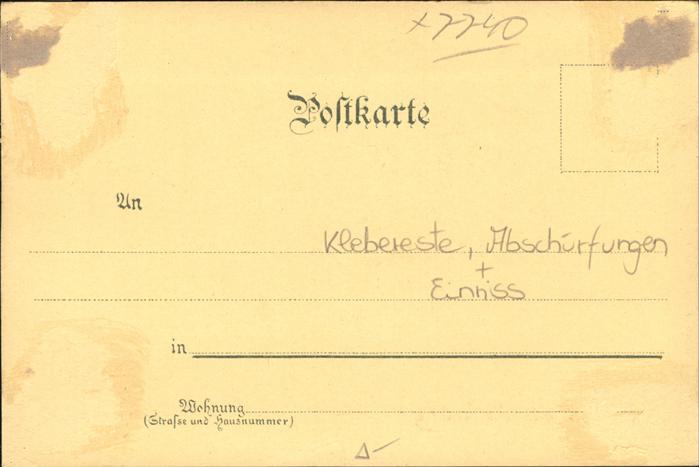 x7740
Poſtkarte
An
Klebereste, Abschürfungen
+
Einriss
in
Wohnung
(Straſse und Hausnummer)